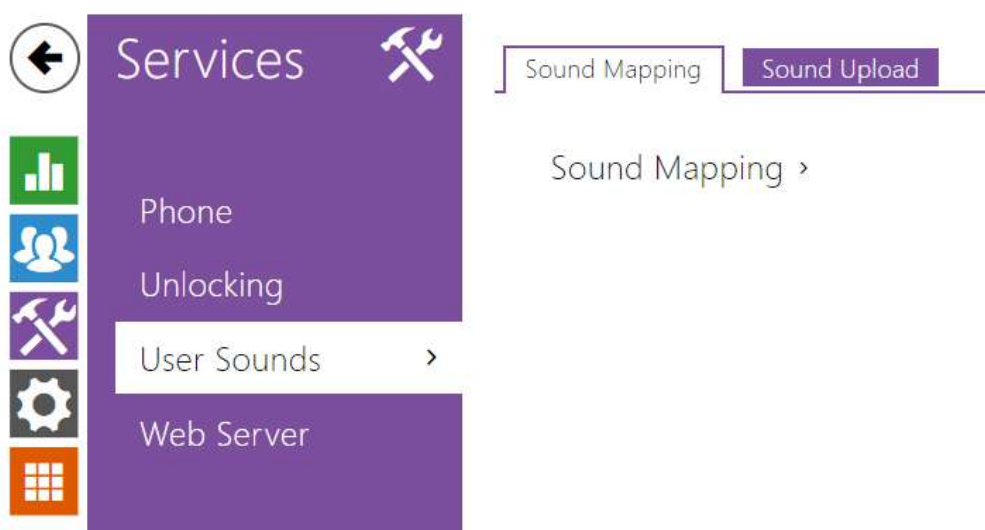 Services
Phone
Unlocking
User Sounds
Web Server
Sound Mapping
Sound Upload
Sound Mapping